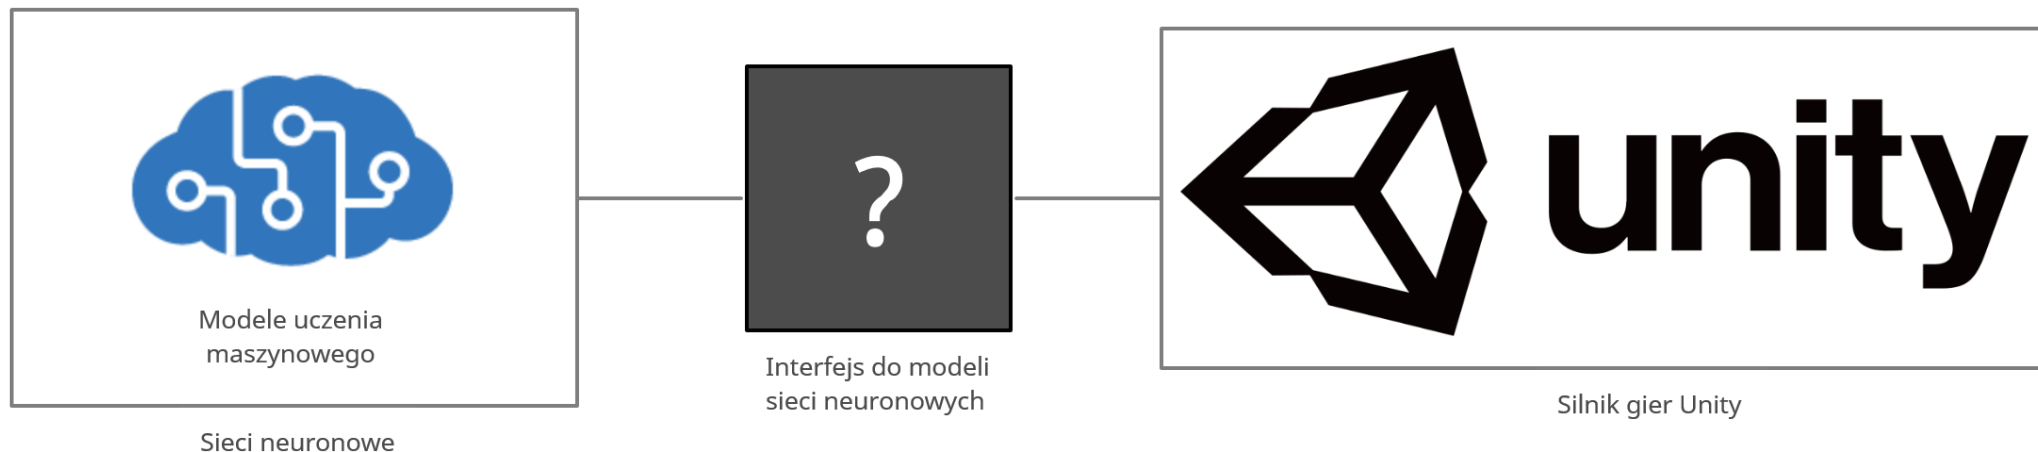 Modele uczenia
maszynowego
Sieci neuronowe
?
Interfejs do modeli
sieci neuronowych
unity
Silnik gier Unity